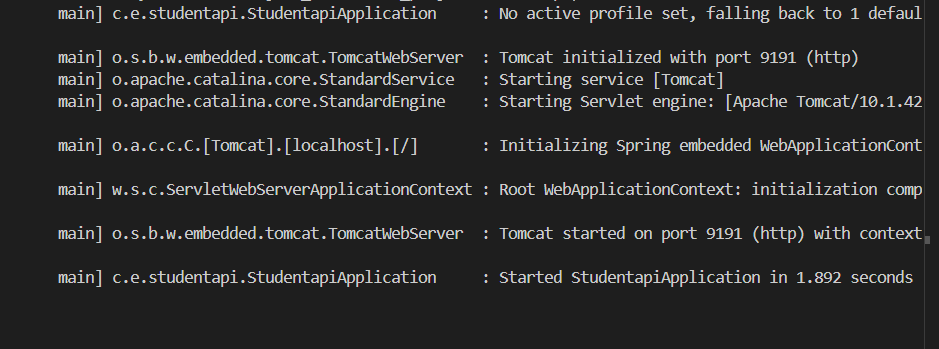 main] c.e.studentapi.StudentapiApplication : No active profile set, falling back to 1 defaul
main] o.s.b.w.embedded.tomcat.TomcatWebServer : Tomcat initialized with port 9191 (http)
main] o.apache.catalina.core.StandardService : Starting service [Tomcat]
main] o.apache.catalina.core.StandardEngine : Starting Servlet engine: [Apache Tomcat/10.1.42
main] o.a.c.c.C.[Tomcat].[localhost].[/] : Initializing Spring embedded WebApplicationCont
main] w.s.c.ServletWebServerApplicationContext : Root WebApplicationContext: initialization comp
main] o.s.b.w.embedded.tomcat.TomcatWebServer : Tomcat started on port 9191 (http) with context
main] c.e.studentapi.StudentapiApplication : Started StudentapiApplication in 1.892 seconds